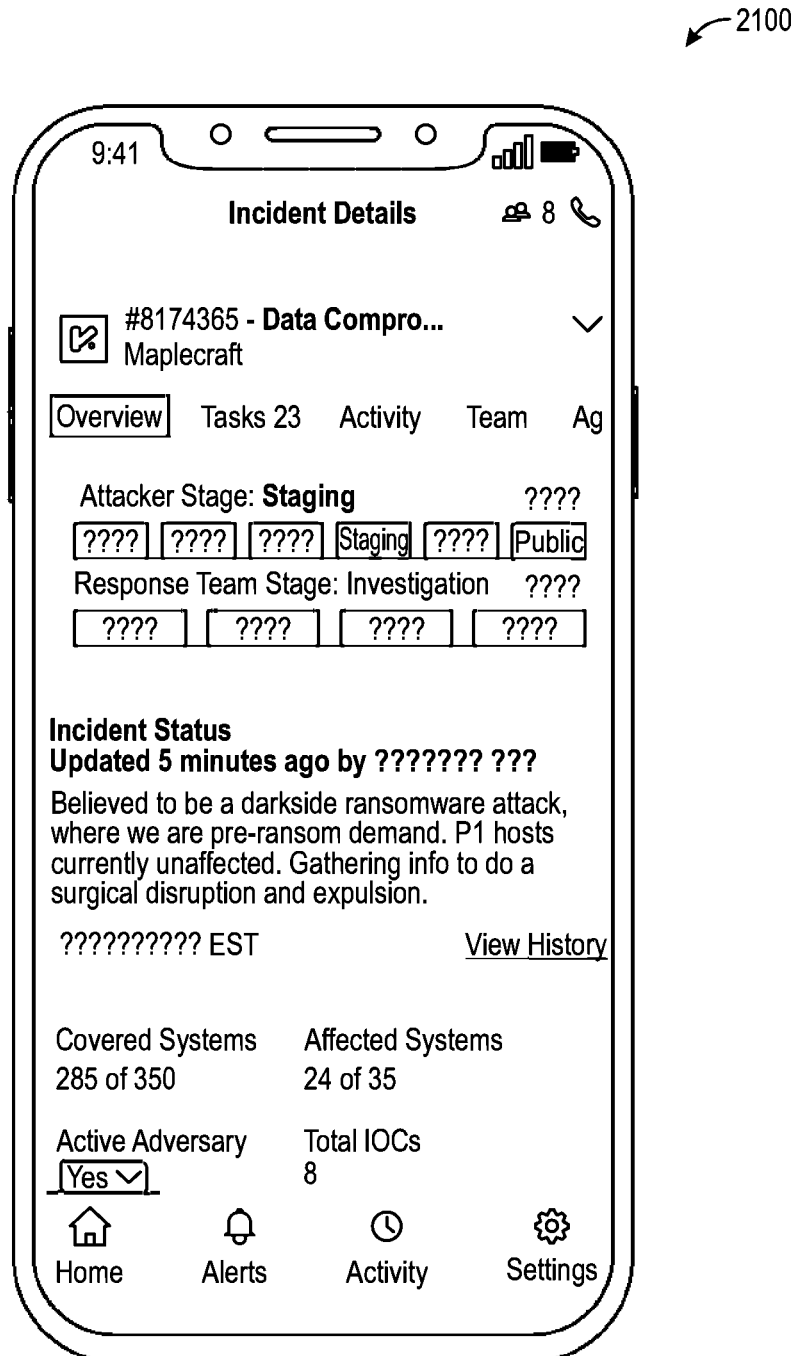 2100
9:41
Incident Details 8
#8174365 - Data Compro...
Maplecraft
Overview Tasks 23 Activity Team Ag
Attacker Stage: Staging ????
???? ???? ???? Staging ???? Public
Response Team Stage: Investigation ????
???? ???? ???? ????
Incident Status
Updated 5 minutes ago by ??????? ???
Believed to be a darkside ransomware attack,
where we are pre-ransom demand. P1 hosts
currently unaffected. Gathering info to do a
surgical disruption and expulsion.
?????????? EST View History
Covered Systems Affected Systems
285 of 350 24 of 35
Active Adversary Total IOCs
Yes 8
Home Alerts Activity Settings